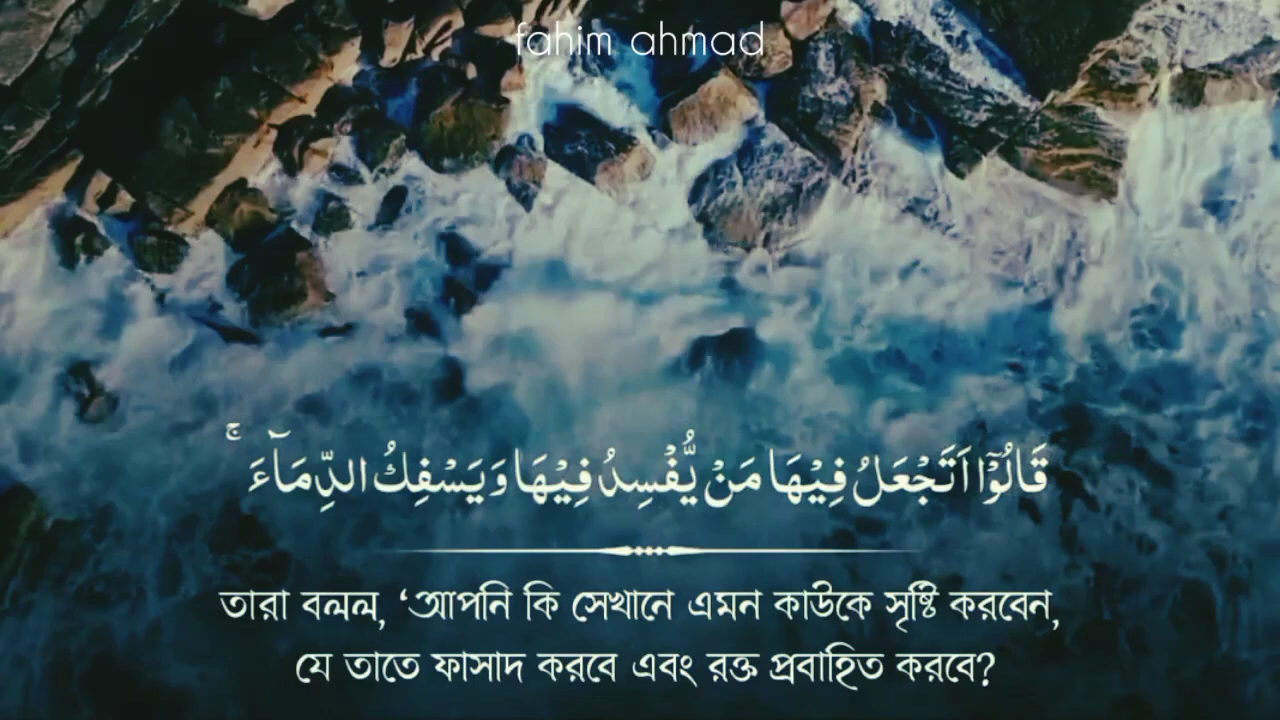 fahim ahmad
قَالُوْٓا اَتَجْعَلُ فِيْهَا مَنْ يُّفْسِدُ فِيْهَا وَيَسْفِكُ الدِّمَآءَ ۚ
তারা বলল, ‘আপনি কি সেখানে এমন কাউকে সৃষ্টি করবেন,
যে তাতে ফাসাদ করবে এবং রক্ত প্রবাহিত করবে?